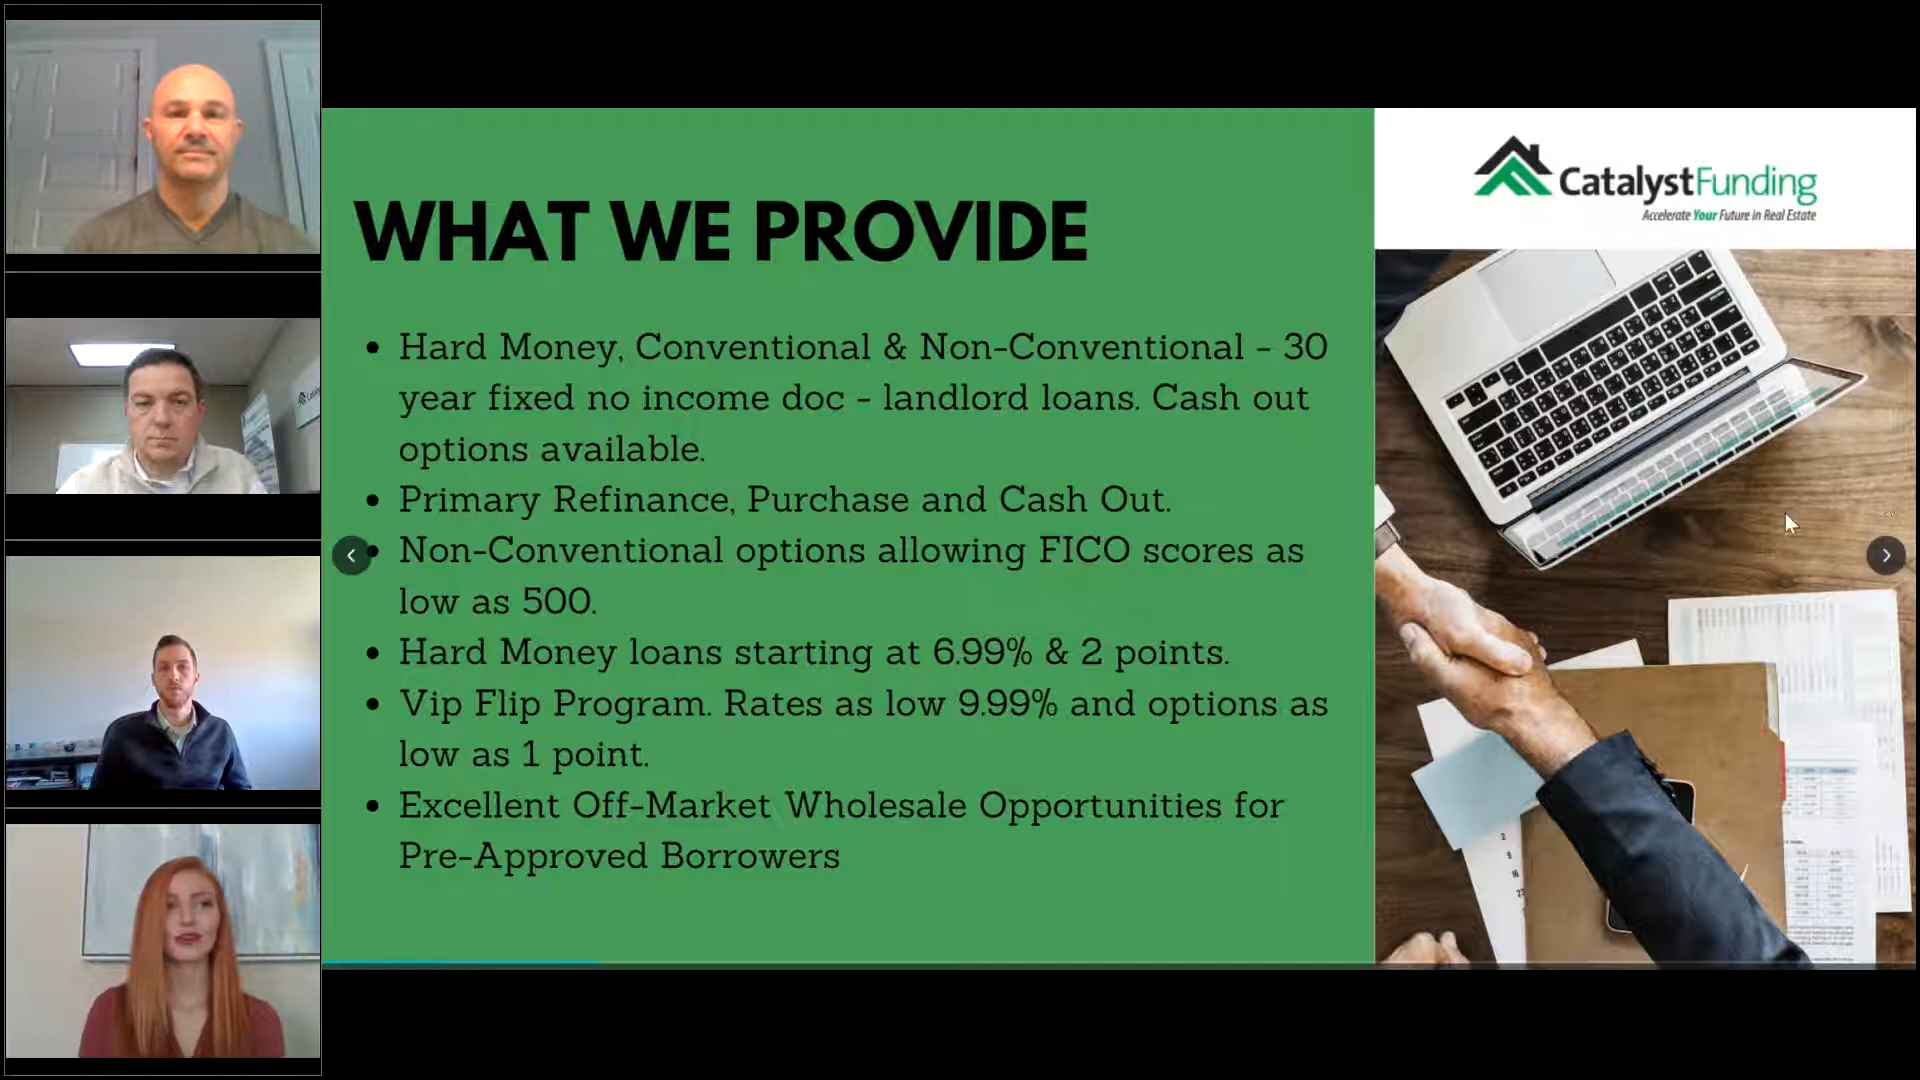 WHAT WE PROVIDE
Hard Money, Conventional & Non-Conventional - 30
year fixed no income doc - landlord loans. Cash out
options available.
Primary Refinance, Purchase and Cash Out.
Non-Conventional options allowing FICO scores as
low as 500.
Hard Money loans starting at 6.99% & 2 points.
Vip Flip Program. Rates as low 9.99% and options as
low as 1 point.
Excellent Off-Market Wholesale Opportunities for
Pre-Approved Borrowers
CatalystFunding
Accelerate Your Future in Real Estate